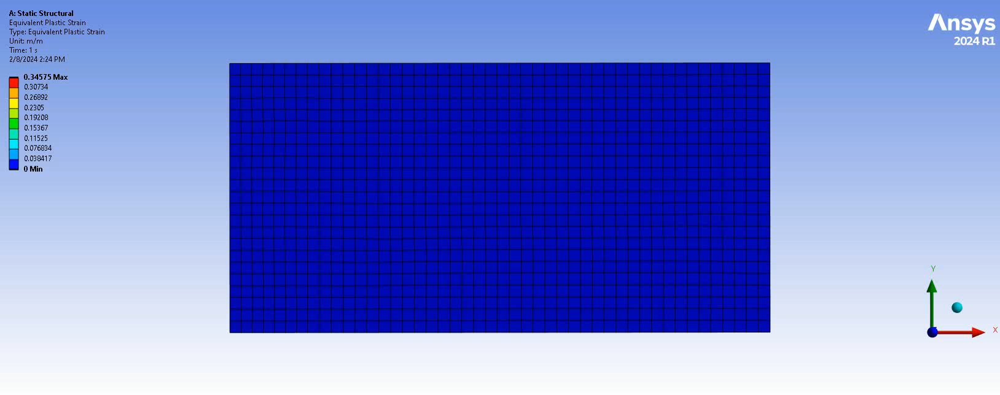 A: Static Structural
Equivalent Plastic Strain
Type: Equivalent Plastic Strain
Unit: m/m
Time: 1 s
2/8/2024 2:24 PM
0.34575 Max
0.30734
0.26892
0.2305
0.19208
0.15367
0.11525
0.076834
0.038417
0 Min
Ansys
2024 R1
Y
X